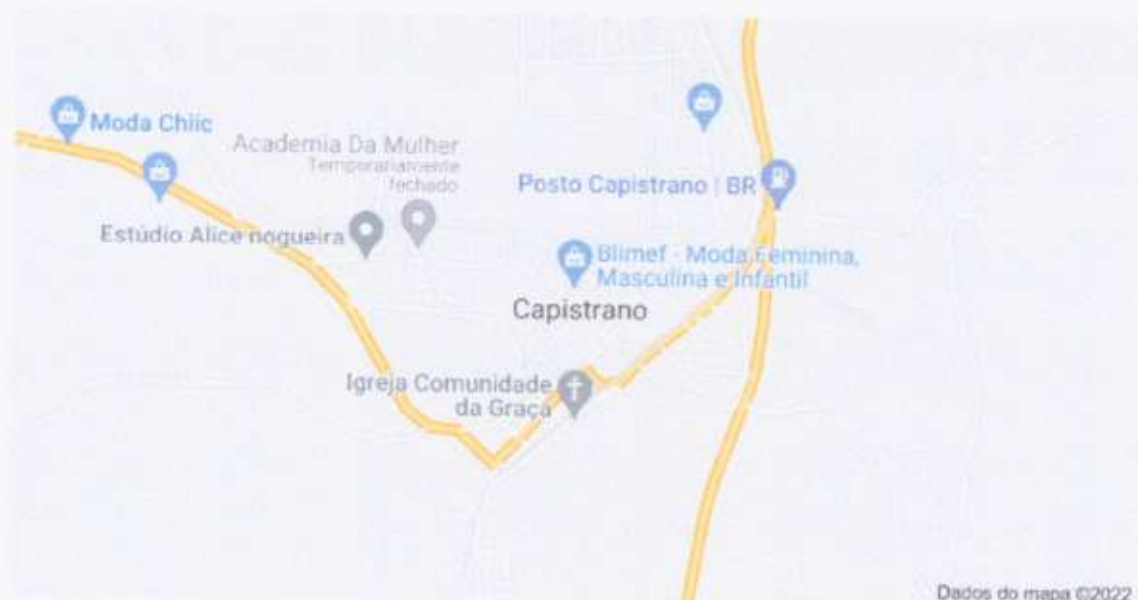 Moda Chiic
Academia Da Mulher
Temporariamente
fechado
Estúdio Alice nogueira
Posto Capistrano | BR
Blimef - Moda Feminina,
Masculina e Infantil
Capistrano
Igreja Comunidade
da Graça
Dados do mapa ©2022